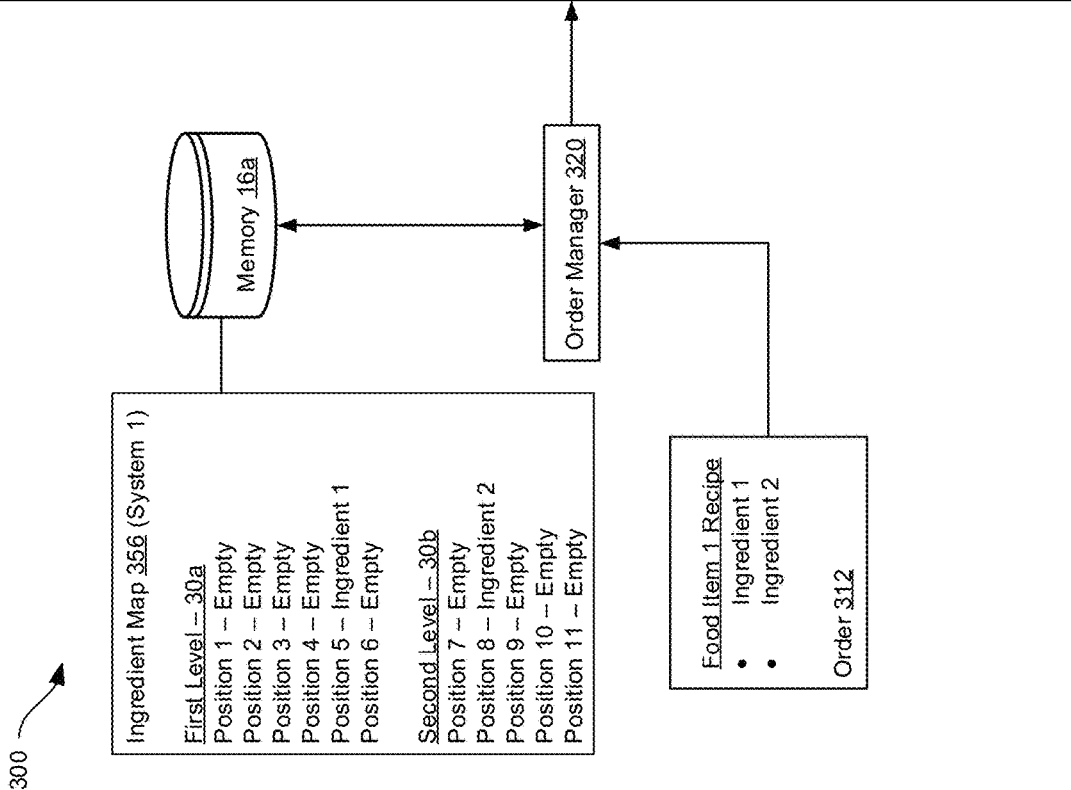 300
Ingredient Map 356 (System 1)
First Level – 30a
Position 1 – Empty
Position 2 – Empty
Position 3 – Empty
Position 4 – Empty
Position 5 – Ingredient 1
Position 6 – Empty
Second Level – 30b
Position 7 – Empty
Position 8 – Ingredient 2
Position 9 – Empty
Position 10 – Empty
Position 11 – Empty
Memory 16a
Order Manager 320
Food Item 1 Recipe
• Ingredient 1
• Ingredient 2
Order 312